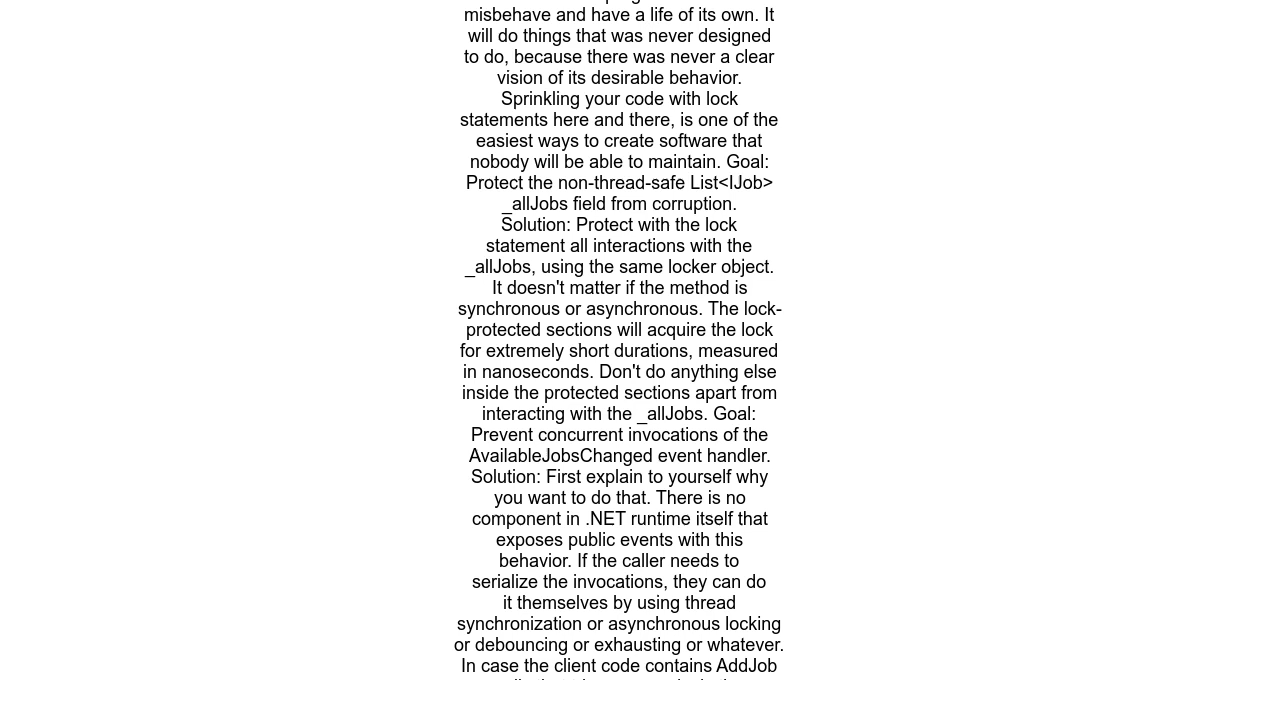 misbehave and have a life of its own. It
will do things that was never designed
to do, because there was never a clear
vision of its desirable behavior.
Sprinkling your code with lock
statements here and there, is one of the
easiest ways to create software that
nobody will be able to maintain. Goal:
Protect the non-thread-safe List<IJob>
_allJobs field from corruption.
Solution: Protect with the lock
statement all interactions with the
_allJobs, using the same locker object.
It doesn't matter if the method is
synchronous or asynchronous. The lock-
protected sections will acquire the lock
for extremely short durations, measured
in nanoseconds. Don't do anything else
inside the protected sections apart from
interacting with the _allJobs. Goal:
Prevent concurrent invocations of the
AvailableJobsChanged event handler.
Solution: First explain to yourself why
you want to do that. There is no
component in .NET runtime itself that
exposes public events with this
behavior. If the caller needs to
serialize the invocations, they can do
it themselves by using thread
synchronization or asynchronous locking
or debouncing or exhausting or whatever.
In case the client code contains AddJob